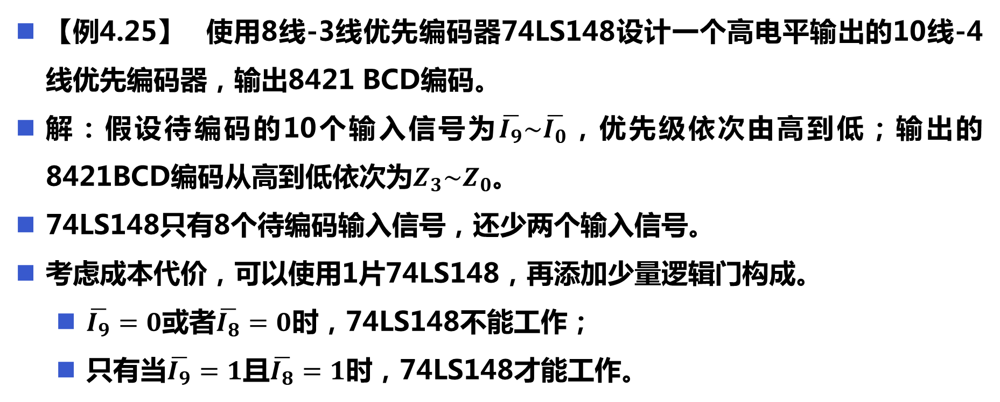 ■ 【例4.25】 使用8线-3线优先编码器74LS148设计一个高电平输出的10线-4
线优先编码器，输出8421 BCD编码。
■ 解：假设待编码的10个输入信号为$\overline{I_9}$~$\overline{I_0}$，优先级依次由高到低；输出的
8421BCD编码从高到低依次为$Z_3$~$Z_0$。
■ 74LS148只有8个待编码输入信号，还少两个输入信号。
■ 考虑成本代价，可以使用1片74LS148，再添加少量逻辑门构成。
■ $\overline{I_9}$ = 0或者$\overline{I_8}$ = 0时，74LS148不能工作；
■ 只有当$\overline{I_9}$ = 1且$\overline{I_8}$ = 1时，74LS148才能工作。